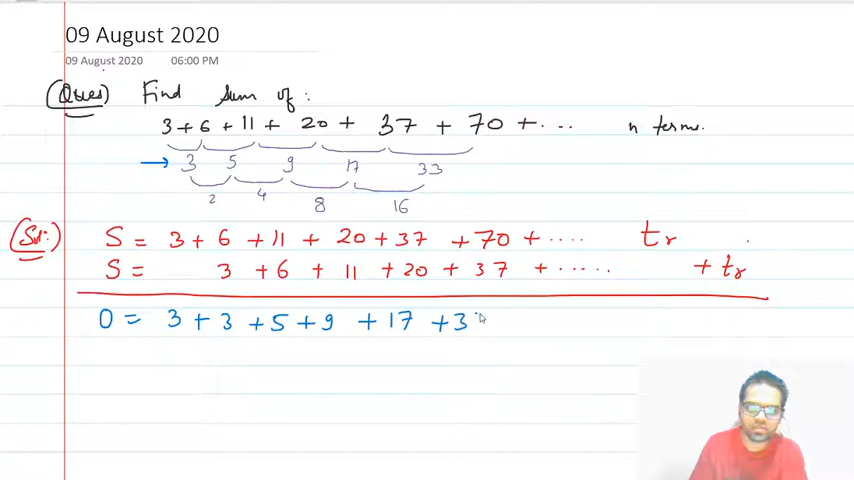 09 August 2020
09 August 2020 06:00 PM
Ques Find sum of :
3 + 6 + 11 + 20 + 37 + 70 + ... n terms.
→ 3 5 9 17 33
2 4 8 16
Sol: S = 3 + 6 + 11 + 20 + 37 + 70 + .... tr
S = 3 + 6 + 11 + 20 + 37 + ...... + tr
0 = 3 + 3 + 5 + 9 + 17 + 3